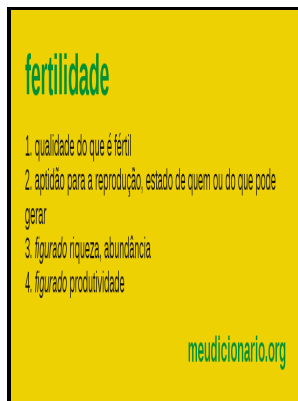 fertilidade
1. qualidade do que é fértil
2. aptidão para a reprodução, estado de quem ou do que pode
gerar
3. figurado riqueza, abundância
4. figurado produtividade
meudicionario.org